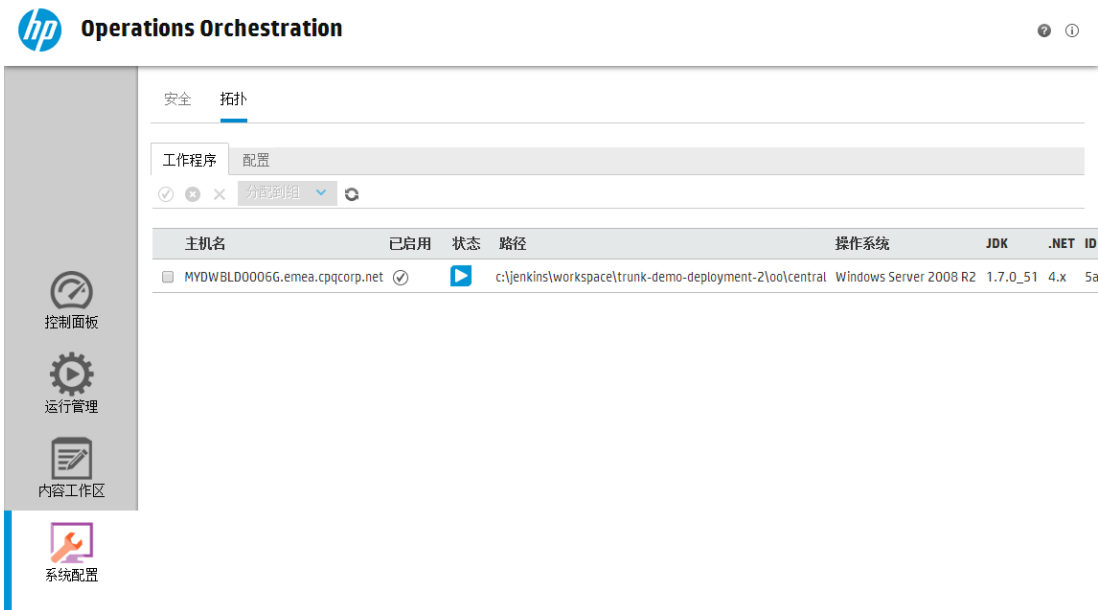 hp Operations Orchestration
安全 拓扑
工作程序 配置
分配到组
主机名 已启用 状态 路径 操作系统 JDK .NET ID
MYDWBLD0006G.emea.cpqcorp.net c:\jenkins\workspace\trunk-demo-deployment-2\oo\central Windows Server 2008 R2 1.7.0_51 4.x 5a
控制面板
运行管理
内容工作区
系统配置